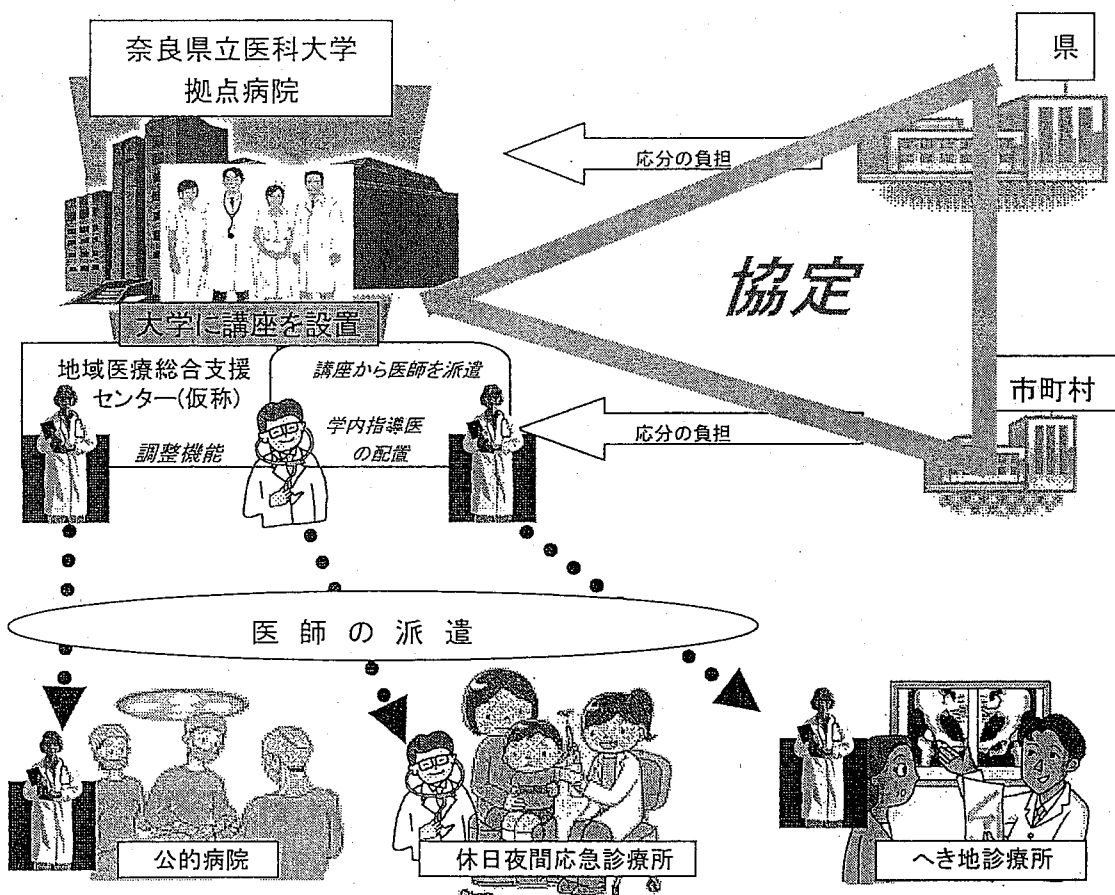 奈良県立医科大学
拠点病院
県
応分の負担
協定
大学に講座を設置
地域医療総合支援
センター(仮称)
調整機能
講座から医師を派遣
学内指導医
の配置
応分の負担
市町村
医師の派遣
公的病院
休日夜間応急診療所
へき地診療所